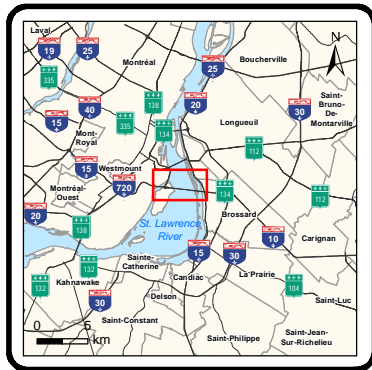 Laval
19
25
335
Montréal
25
Boucherville
N
138
20
40
15
335
134
30
Saint-
Bruno-
De-
Montarville
Longueuil
Mont-
Royal
112
15
Westmount
720
134
112
Montréal-
Ouest
20
138
St. Lawrence
River
Brossard
10
Carignan
Sainte-
Catherine
15
30
132
132
Kahnawake
Candiac
La Prairie
30
Delson
104
Saint-Luc
0
5
km
Saint-Constant
Saint-Philippe
Saint-Jean-
Sur-Richelieu